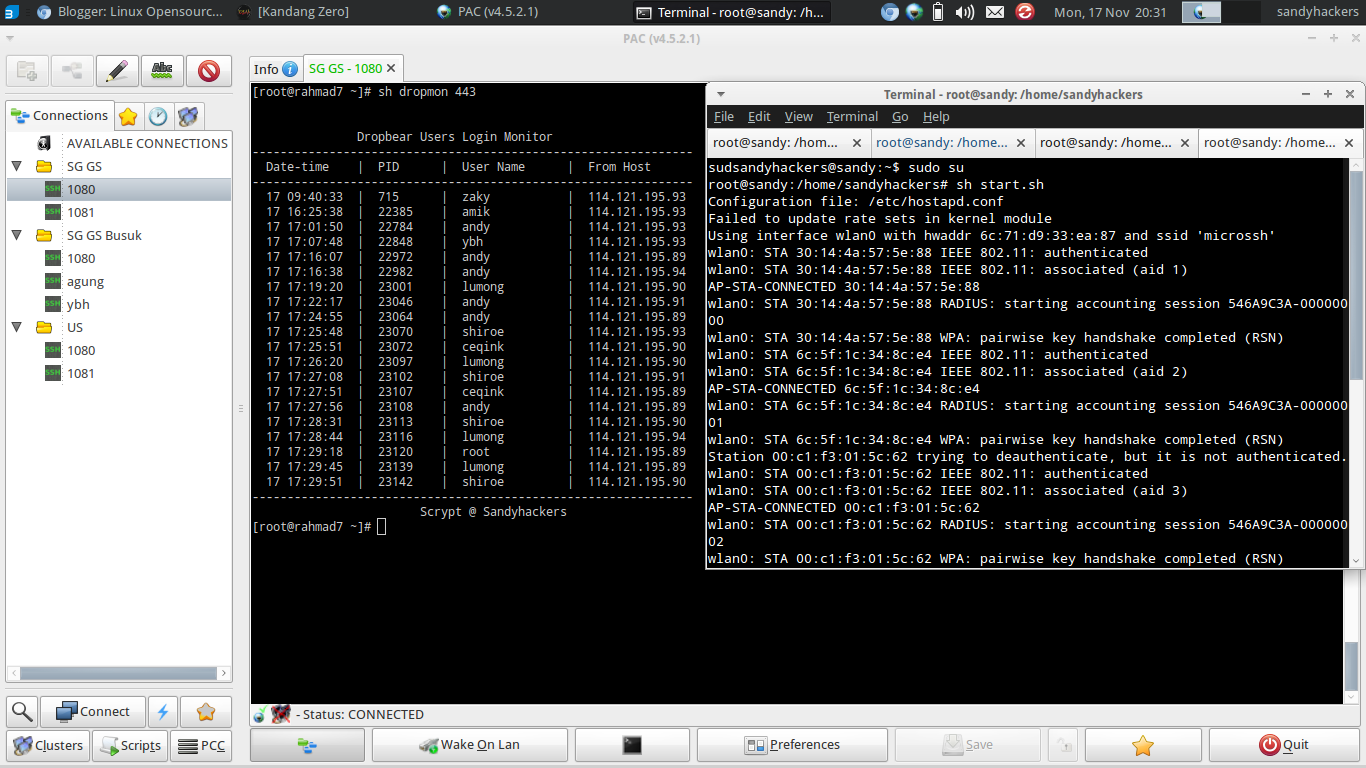 Blogger: Linux Opensourc...
[Kandang Zero]
PAC (v4.5.2.1)
Terminal - root@sandy: /h...
Mon, 17 Nov 20:31
sandyhackers
PAC (v4.5.2.1)
Abc
Connections
AVAILABLE CONNECTIONS
SG GS
SSH 1080
SSH 1081
SG GS Busuk
SSH 1080
SSH agung
SSH ybh
US
SSH 1080
SSH 1081
Connect
Clusters
Scripts
PCC
Info
SG GS - 1080
[root@rahmad7 ~]# sh dropmon 443
Dropbear Users Login Monitor
-----------------------------------------------------------
Date-time | PID | User Name | From Host
-----------------------------------------------------------
17 09:40:33 | 715 | zaky | 114.121.195.93
17 16:25:38 | 22385 | amik | 114.121.195.93
17 17:01:50 | 22784 | andy | 114.121.195.93
17 17:07:48 | 22848 | ybh | 114.121.195.93
17 17:16:07 | 22972 | andy | 114.121.195.89
17 17:16:38 | 22982 | andy | 114.121.195.94
17 17:19:20 | 23001 | lumong | 114.121.195.90
17 17:22:17 | 23046 | andy | 114.121.195.91
17 17:24:55 | 23064 | andy | 114.121.195.89
17 17:25:48 | 23070 | shiroe | 114.121.195.93
17 17:25:51 | 23072 | ceqink | 114.121.195.90
17 17:26:20 | 23097 | lumong | 114.121.195.90
17 17:27:08 | 23102 | shiroe | 114.121.195.91
17 17:27:51 | 23107 | ceqink | 114.121.195.89
17 17:27:56 | 23108 | andy | 114.121.195.89
17 17:28:31 | 23113 | shiroe | 114.121.195.90
17 17:28:44 | 23116 | lumong | 114.121.195.94
17 17:29:18 | 23120 | root | 114.121.195.89
17 17:29:45 | 23139 | lumong | 114.121.195.89
17 17:29:51 | 23142 | shiroe | 114.121.195.90
-----------------------------------------------------------
Scrypt @ Sandyhackers
[root@rahmad7 ~]#
Terminal - root@sandy: /home/sandyhackers
File Edit View Terminal Go Help
root@sandy: /hom...
root@sandy: /home...
root@sandy: /home...
root@sandy: /home...
sudsandyhackers@sandy:~$ sudo su
root@sandy:/home/sandyhackers# sh start.sh
Configuration file: /etc/hostapd.conf
Failed to update rate sets in kernel module
Using interface wlan0 with hwaddr 6c:71:d9:33:ea:87 and ssid 'microssh'
wlan0: STA 30:14:4a:57:5e:88 IEEE 802.11: authenticated
wlan0: STA 30:14:4a:57:5e:88 IEEE 802.11: associated (aid 1)
AP-STA-CONNECTED 30:14:4a:57:5e:88
wlan0: STA 30:14:4a:57:5e:88 RADIUS: starting accounting session 546A9C3A-000000
00
wlan0: STA 30:14:4a:57:5e:88 WPA: pairwise key handshake completed (RSN)
wlan0: STA 6c:5f:1c:34:8c:e4 IEEE 802.11: authenticated
wlan0: STA 6c:5f:1c:34:8c:e4 IEEE 802.11: associated (aid 2)
AP-STA-CONNECTED 6c:5f:1c:34:8c:e4
wlan0: STA 6c:5f:1c:34:8c:e4 RADIUS: starting accounting session 546A9C3A-000000
01
wlan0: STA 6c:5f:1c:34:8c:e4 WPA: pairwise key handshake completed (RSN)
Station 00:c1:f3:01:5c:62 trying to deauthenticate, but it is not authenticated.
wlan0: STA 00:c1:f3:01:5c:62 IEEE 802.11: authenticated
wlan0: STA 00:c1:f3:01:5c:62 IEEE 802.11: associated (aid 3)
AP-STA-CONNECTED 00:c1:f3:01:5c:62
wlan0: STA 00:c1:f3:01:5c:62 RADIUS: starting accounting session 546A9C3A-000000
02
wlan0: STA 00:c1:f3:01:5c:62 WPA: pairwise key handshake completed (RSN)
- Status: CONNECTED
Wake On Lan
Preferences
Save
Quit